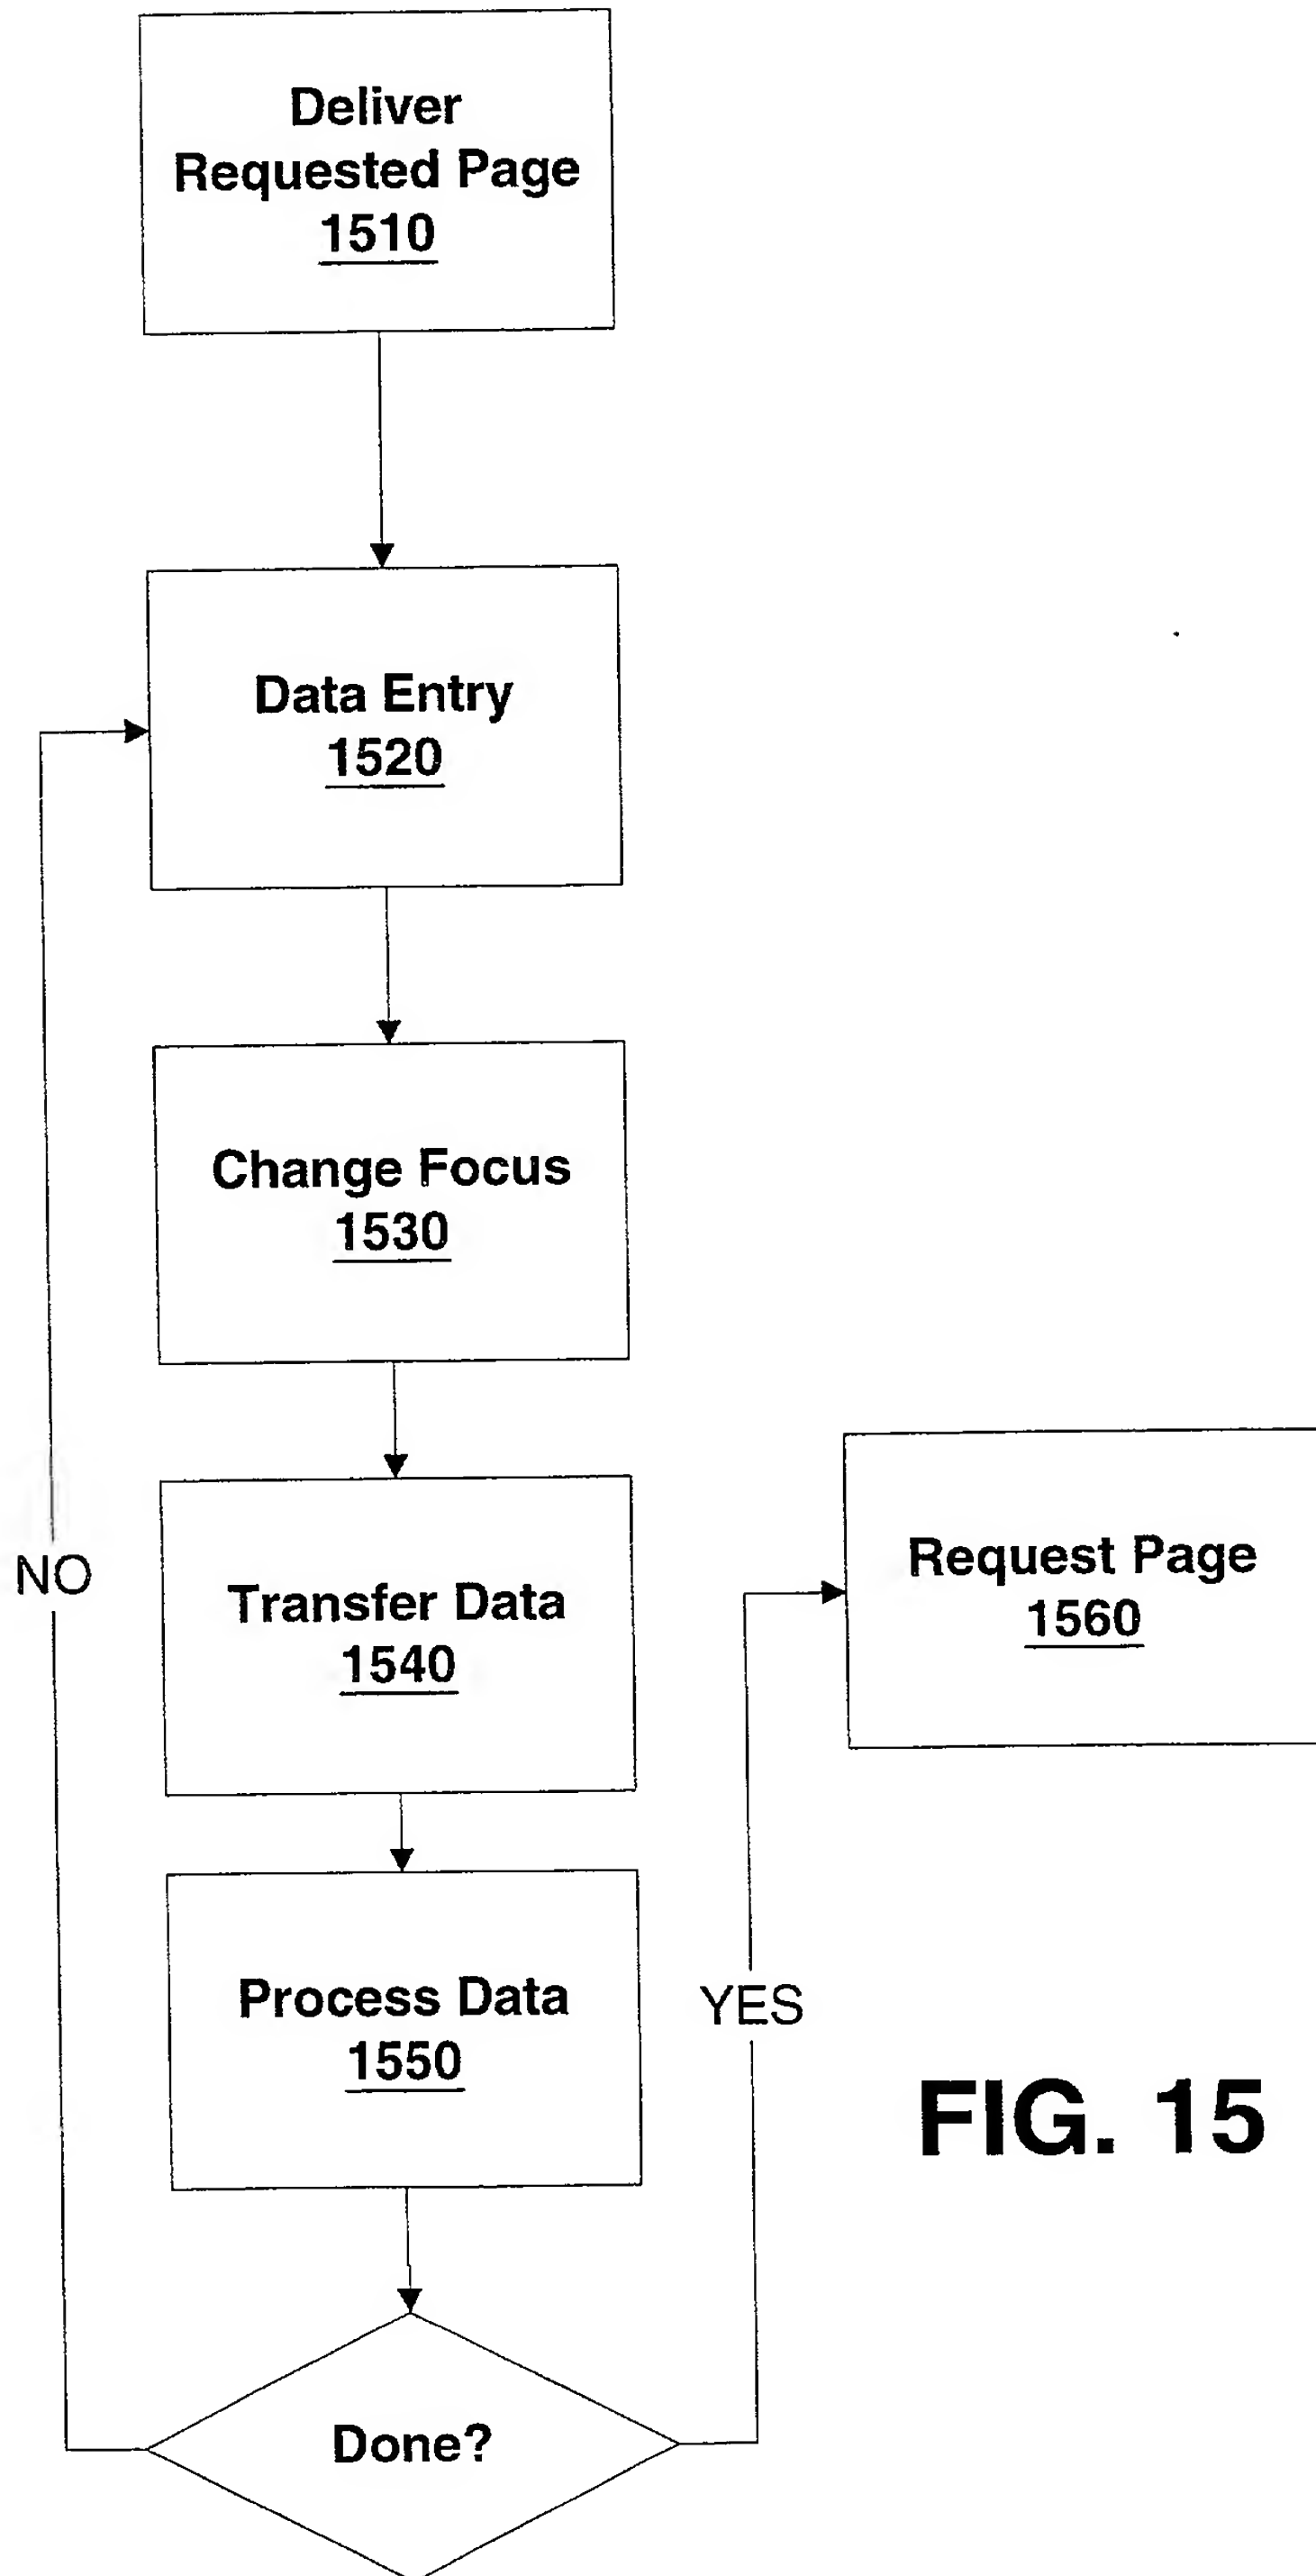 Deliver
Requested Page
1510
Data Entry
1520
Change Focus
1530
Transfer Data
1540
Request Page
1560
NO
Process Data
1550
YES
FIG. 15
Done?